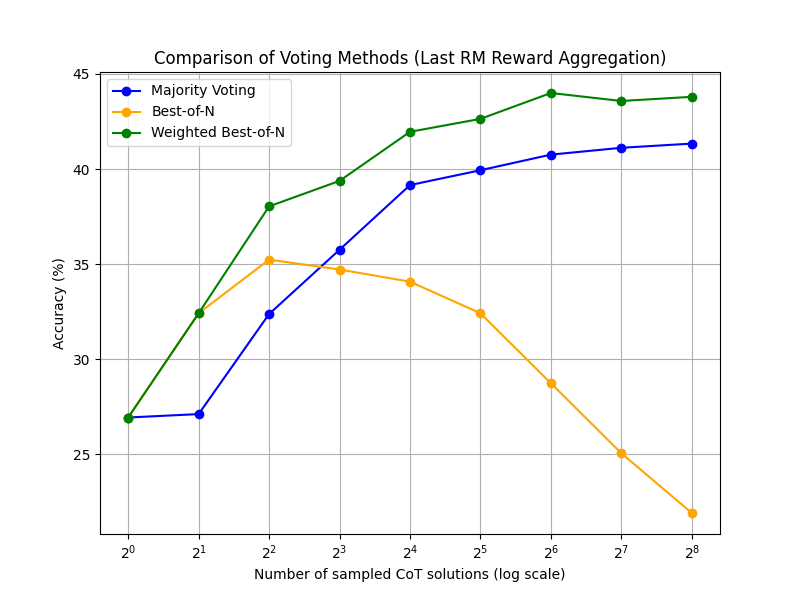 Comparison of Voting Methods (Last RM Reward Aggregation)
Majority Voting
Best-of-N
Weighted Best-of-N
Accuracy (%)
45
40
35
30
25
2⁰ 2¹ 2² 2³ 2⁴ 2⁵ 2⁶ 2⁷ 2⁸
Number of sampled CoT solutions (log scale)